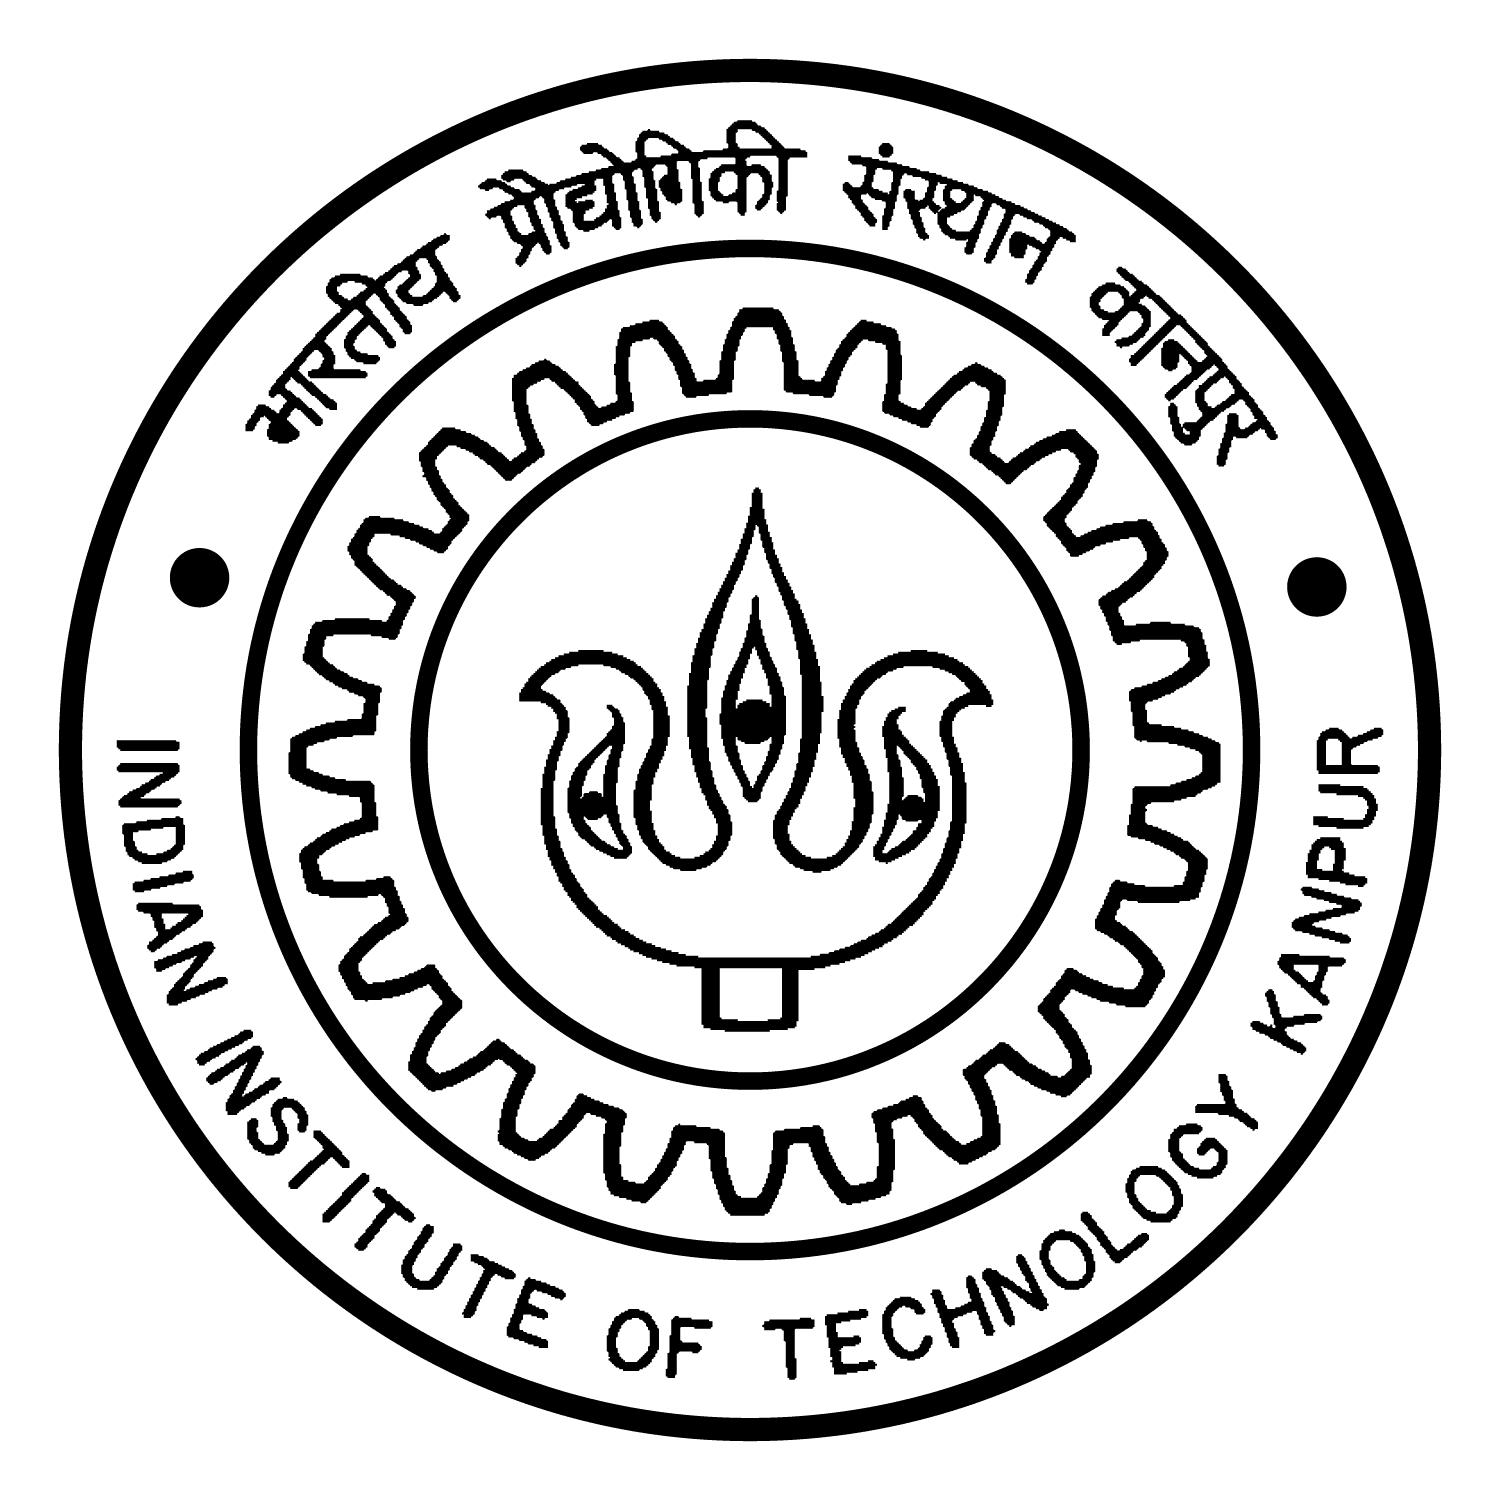 भारतीय प्रौद्योगिकी संस्थान कानपुर
INDIAN INSTITUTE OF TECHNOLOGY KANPUR